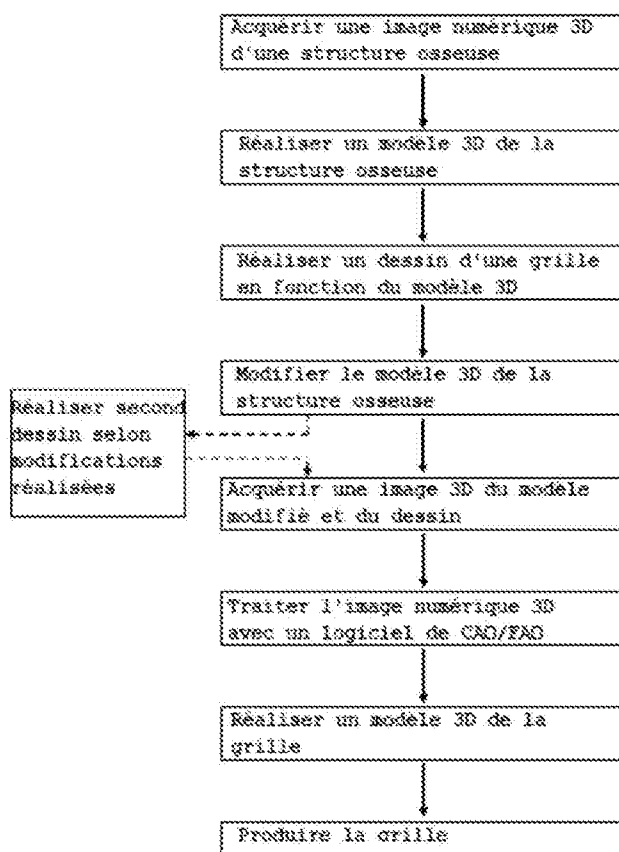 Acquérir une image numérique 3D
d'une structure osseuse
Réaliser un modèle 3D de la
structure osseuse
Réaliser un dessin d'une grille
en fonction du modèle 3D
Modifier le modèle 3D de la
structure osseuse
Réaliser second
dessin selon
modifications
réalisées
Acquérir une image 3D du modèle
modifié et du dessin
Traiter l'image numérique 3D
avec un logiciel de CAO/FAO
Réaliser un modèle 3D de la
grille
Produire la grille